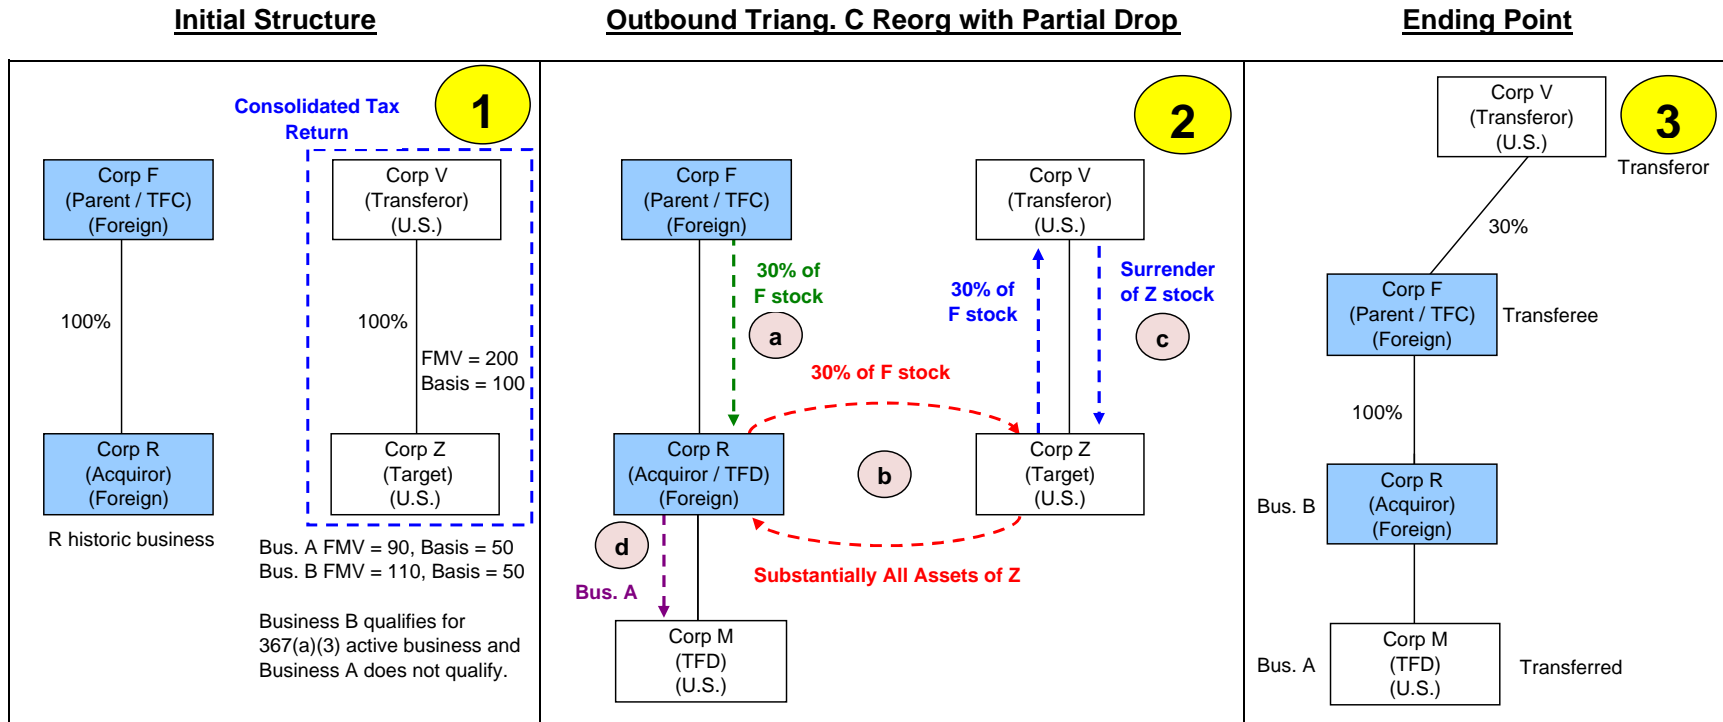 Initial Structure
Outbound Triang. C Reorg with Partial Drop
Ending Point
Consolidated Tax
Return
1
Corp F
(Parent / TFC)
(Foreign)
Corp V
(Transferor)
(U.S.)
100%
100%
FMV = 200
Basis = 100
Corp R
(Acquiror)
(Foreign)
Corp Z
(Target)
(U.S.)
R historic business
Bus. A FMV = 90, Basis = 50
Bus. B FMV = 110, Basis = 50
Business B qualifies for
367(a)(3) active business and
Business A does not qualify.
2
Corp F
(Parent / TFC)
(Foreign)
Corp V
(Transferor)
(U.S.)
30% of
F stock
a
30% of
F stock
Surrender
of Z stock
c
30% of F stock
Corp R
(Acquiror / TFD)
(Foreign)
b
Corp Z
(Target)
(U.S.)
d
Bus. A
Substantially All Assets of Z
Corp M
(TFD)
(U.S.)
3
Corp V
(Transferor)
(U.S.)
Transferor
30%
Corp F
(Parent / TFC)
(Foreign)
Transferee
100%
Bus. B
Corp R
(Acquiror)
(Foreign)
Bus. A
Corp M
(TFD)
(U.S.)
Transferred